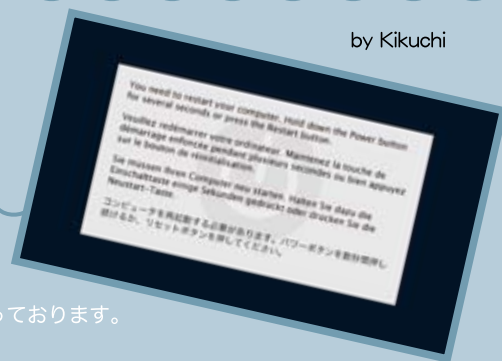 by Kikuchi
You need to restart your computer. Hold down the Power button
for several seconds or press the Restart button.
Veuillez redémarrer votre ordinateur. Maintenez la touche de
démarrage enfoncée pendant plusieurs secondes ou bien appuyez
sur le bouton de réinitialisation.
Sie müssen Ihren Computer neu starten. Halten Sie dazu die
Einschalttaste einige Sekunden gedrückt oder drücken Sie die
Neustart-Taste.
コンピュータを再起動する必要があります。パワーボタンを数秒間押し
続けるか、リセットボタンを押してください。
っております。